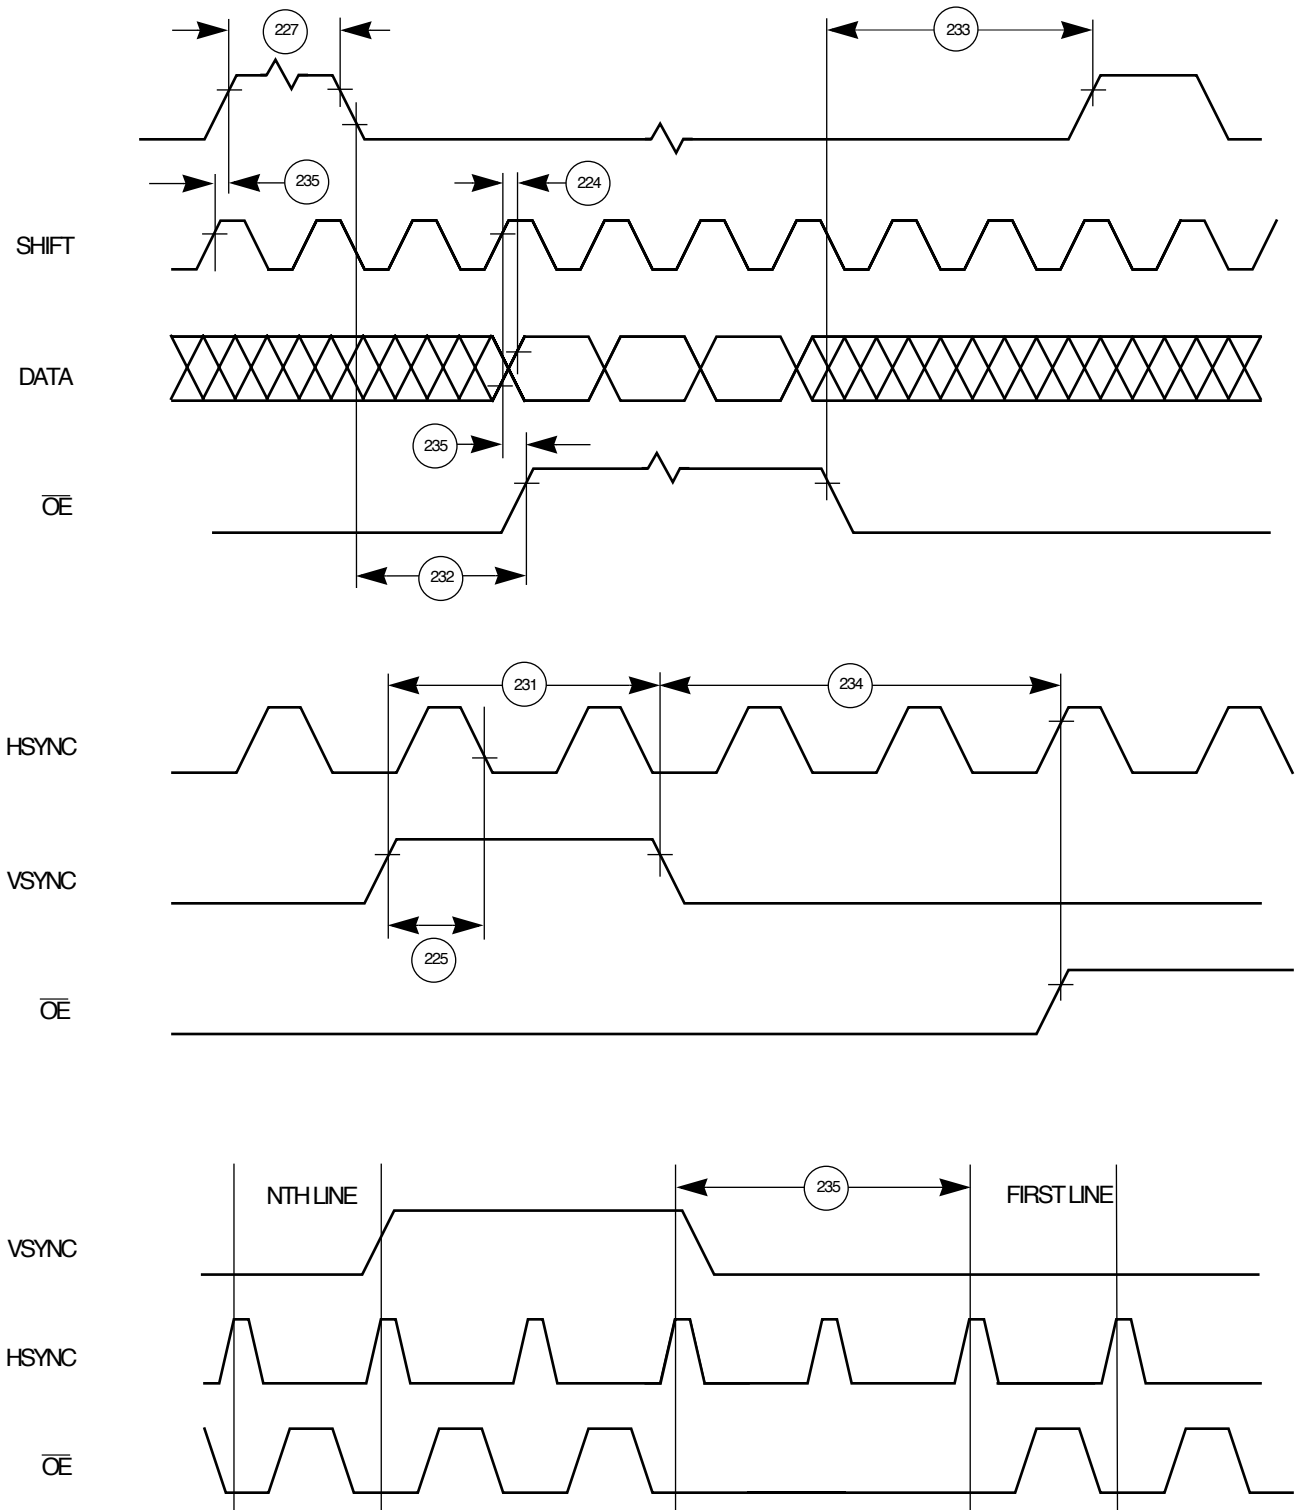 227
233
235
224
SHIFT
DATA
235
OE
232
231
234
HSYNC
VSYNC
225
OE
NTH LINE
235
FIRST LINE
VSYNC
HSYNC
OE